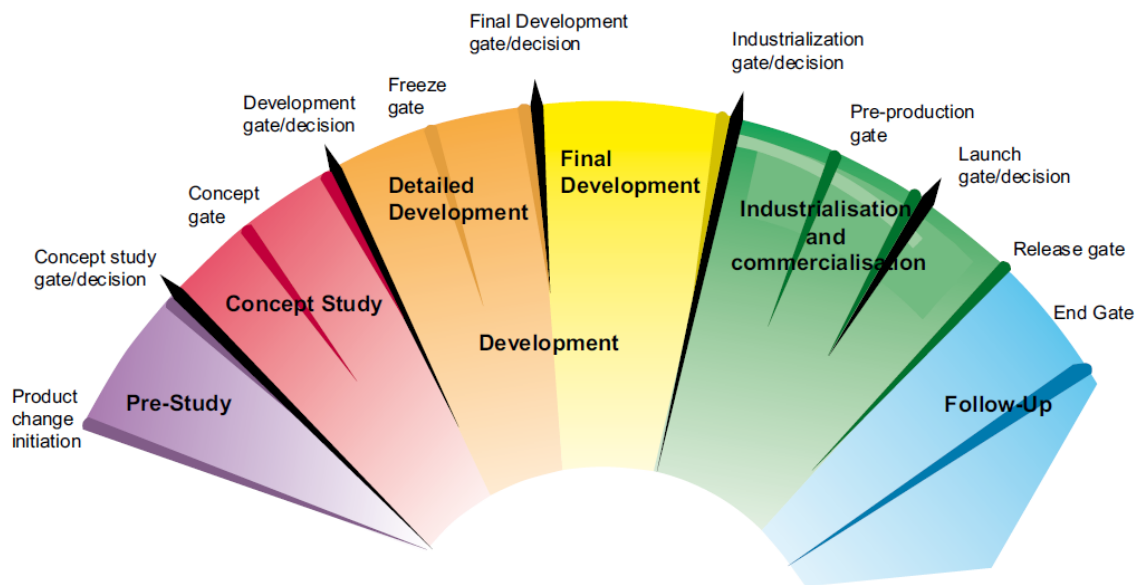 Product
change
initiation
Pre-Study
Concept study
gate/decision
Concept
gate
Concept Study
Development
gate/decision
Freeze
gate
Detailed
Development
Final Development
gate/decision
Development
Final
Development
Industrialization
gate/decision
Pre-production
gate
Launch
gate/decision
Industrialisation
and
commercialisation
Release gate
End Gate
Follow-Up